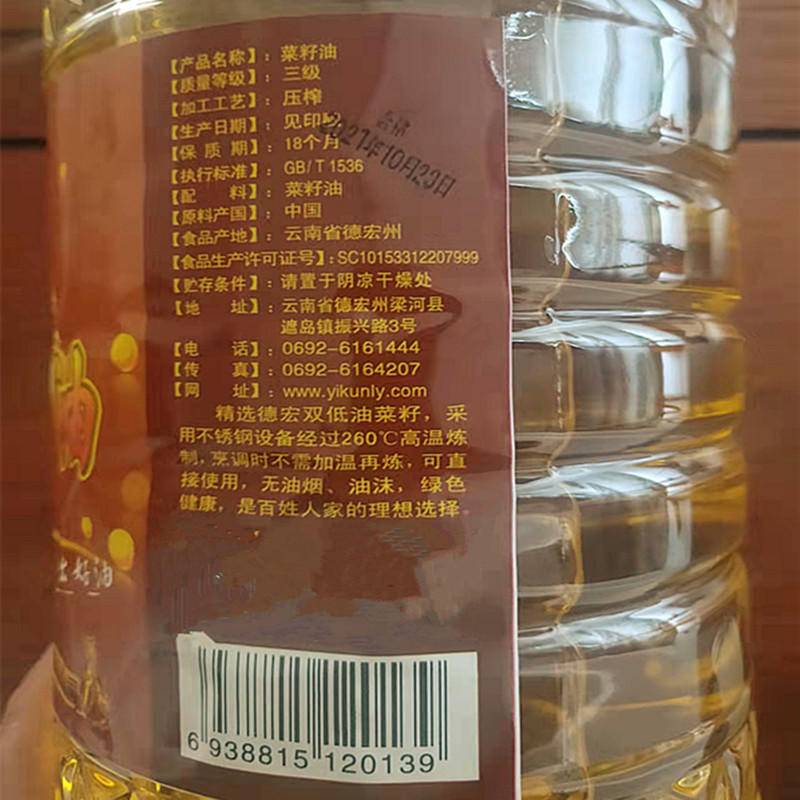 【产品名称】：菜籽油
【质量等级】：三级
【加工工艺】：压榨
【生产日期】：见印
合格
2021年10月23日
【保 质 期】：18个月
【执行标准】：GB/T 1536
【配 料】：菜籽油
【原料产国】：中国
【食品产地】：云南省德宏州
【食品生产许可证号】：SC10153312207999
【贮存条件】：请置于阴凉干燥处
【地 址】：云南省德宏州梁河县
遮岛镇振兴路3号
【电 话】：0692-6161444
【传 真】：0692-6164207
【网 址】：www.yikunly.com
精选德宏双低油菜籽，采
用不锈钢设备经过260℃高温炼
制，烹调时不需加温再炼，可直
接使用，无油烟、油沫，绿色
健康，是百姓人家的理想选择。
好油
6 938815 120139